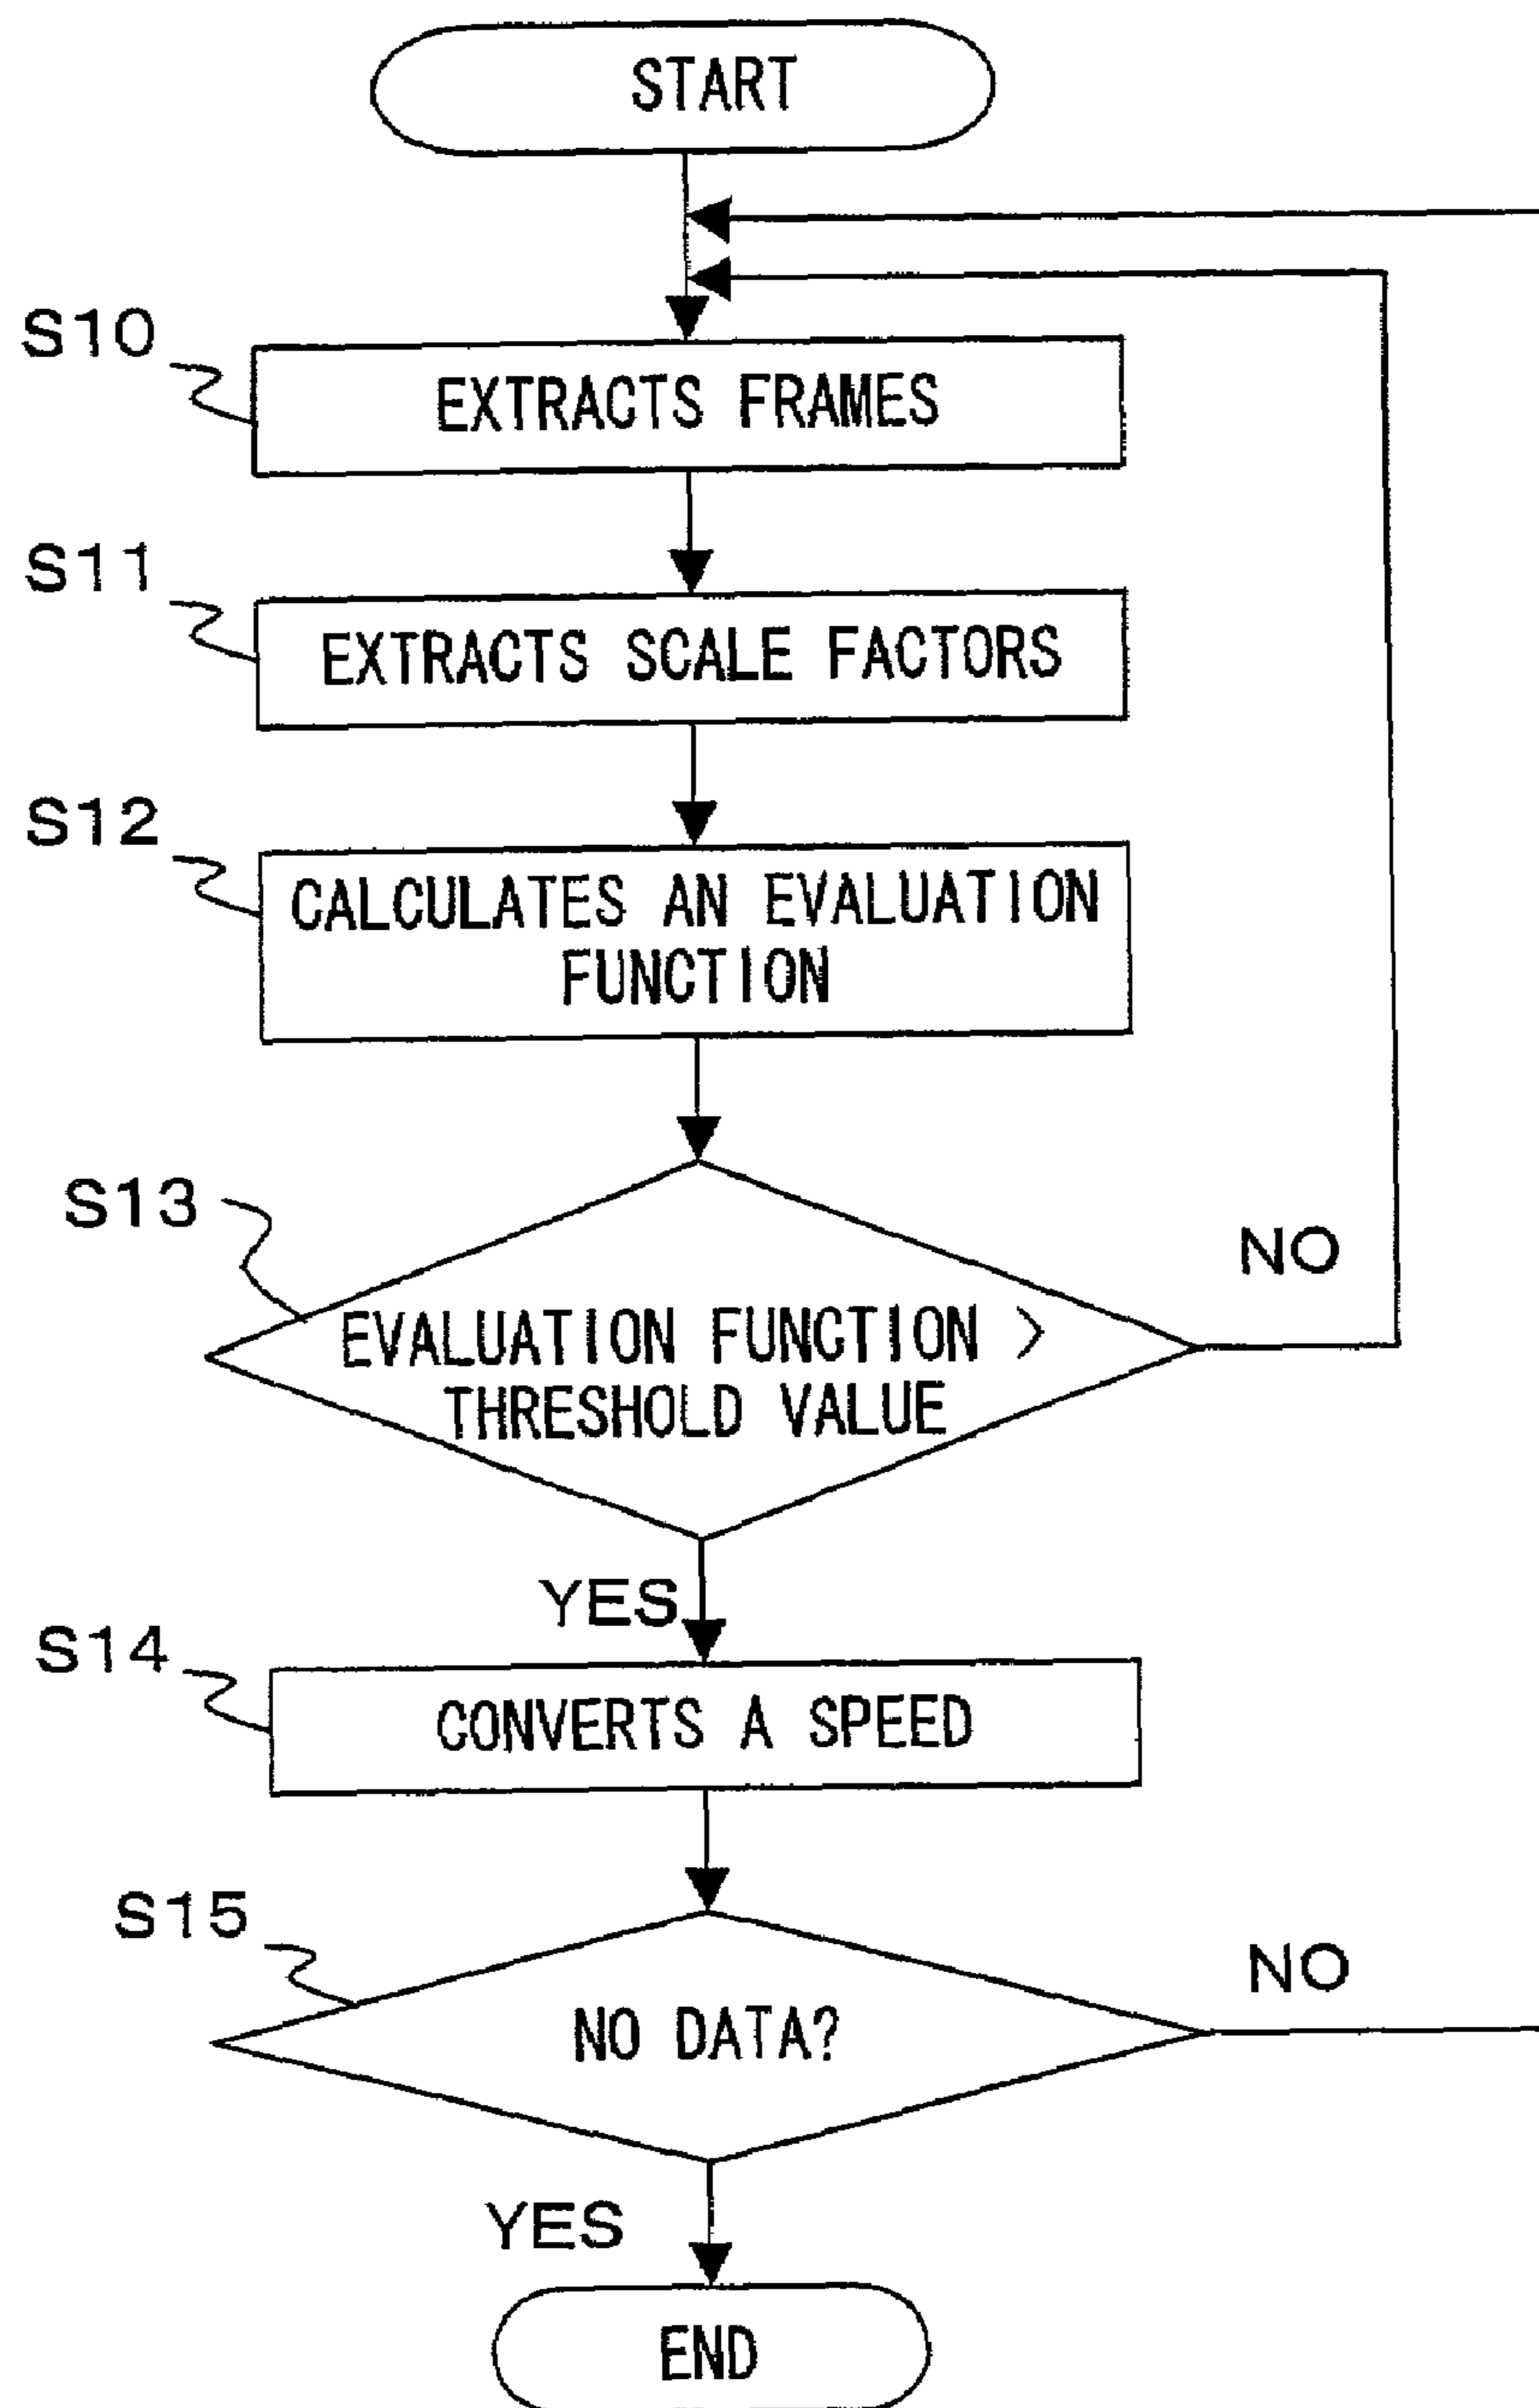 START
S10
EXTRACTS FRAMES
S11
EXTRACTS SCALE FACTORS
S12
CALCULATES AN EVALUATION
FUNCTION
S13
NO
EVALUATION FUNCTION >
THRESHOLD VALUE
YES
S14
CONVERTS A SPEED
S15
NO
NO DATA?
YES
END